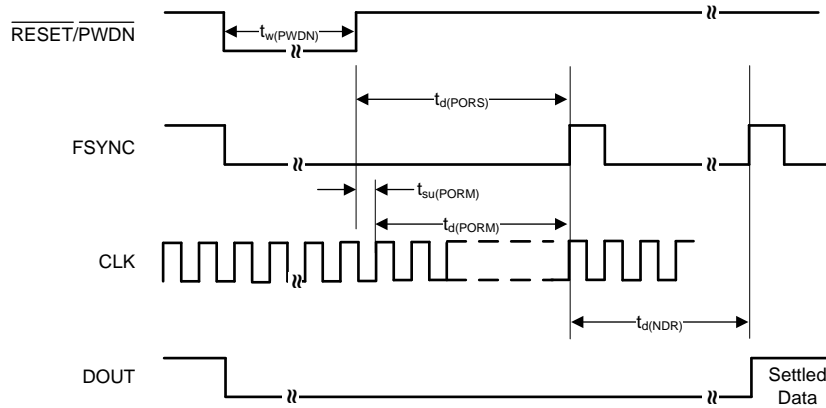 RESET/PWDN
tw(PWDN)
td(PORS)
FSYNC
tsu(PORM)
td(PORM)
CLK
td(NDR)
DOUT
Settled
Data